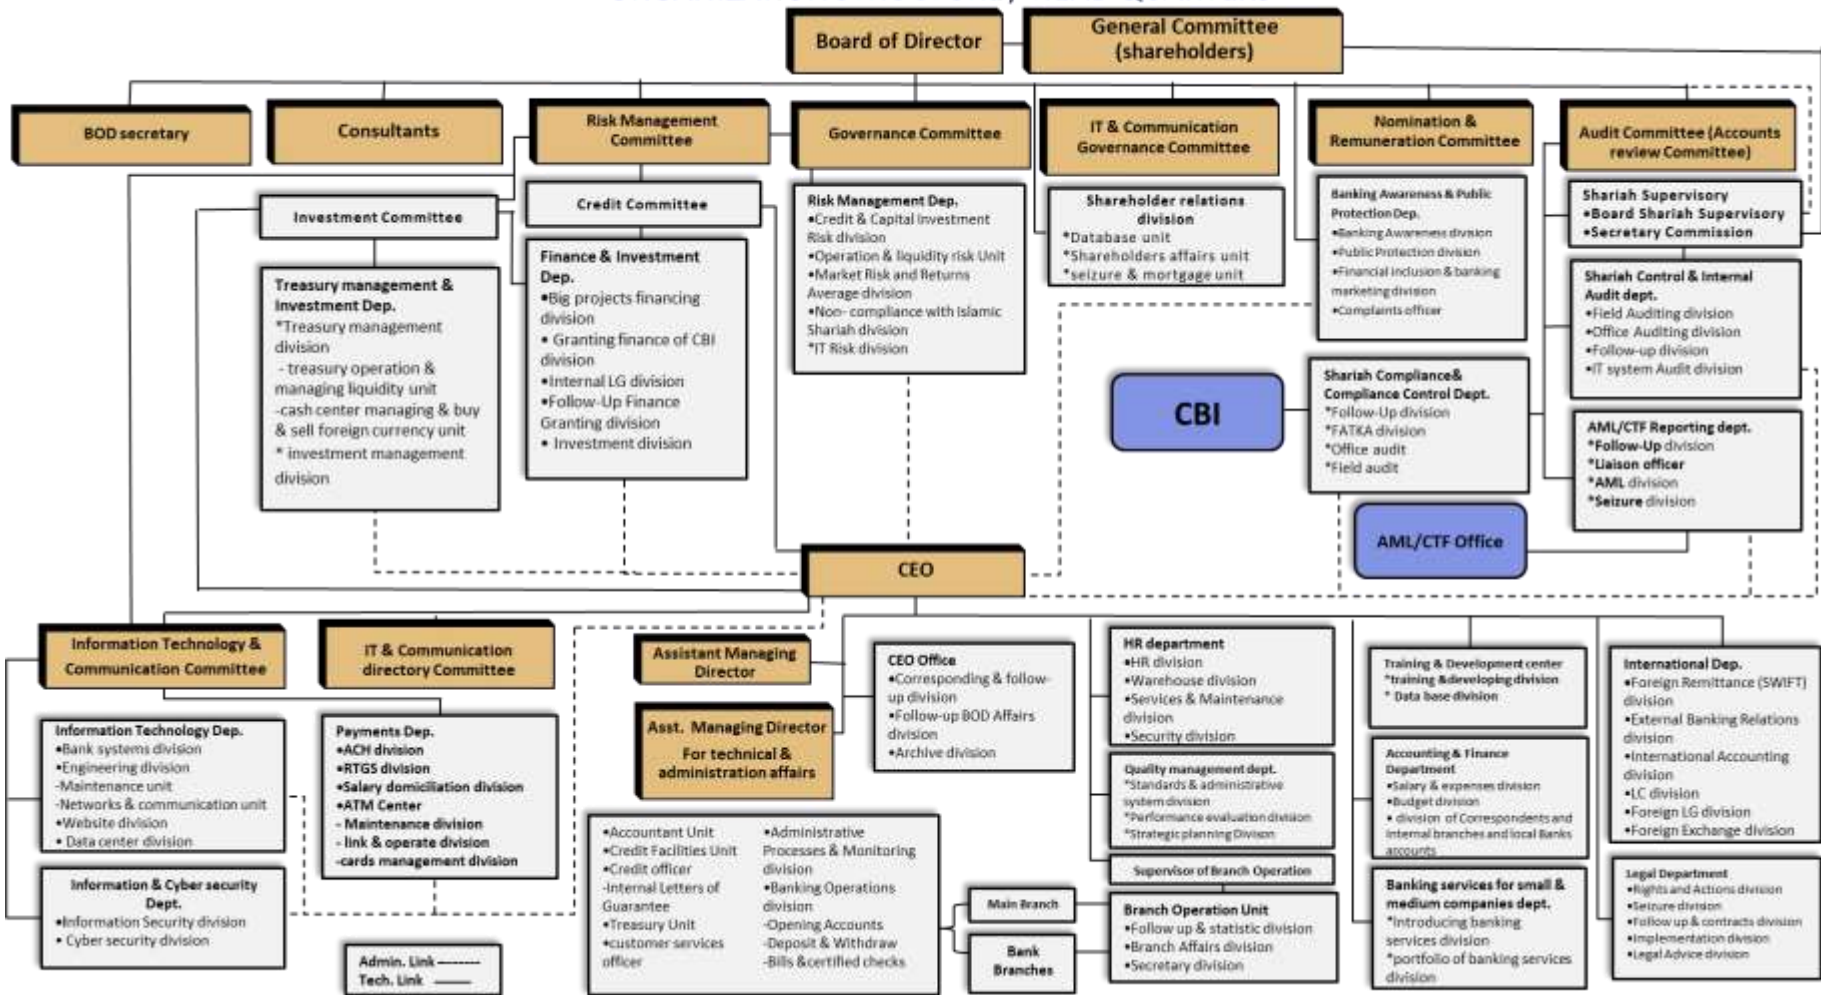 Board of Director
General Committee
(shareholders)
BOD secretary
Consultants
Risk Management
Committee
Governance Committee
IT & Communication
Governance Committee
Nomination &
Remuneration Committee
Audit Committee (Accounts
review Committee)
Investment Committee
Credit Committee
Treasury management &
Investment Dep.
*Treasury management
division
- treasury operation &
managing liquidity unit
-cash center managing & buy
& sell foreign currency unit
* investment management
division
Finance & Investment
Dep.
•Big projects financing
division
• Granting finance of CBI
division
•Internal LG division
•Follow-Up Finance
Granting division
• Investment division
Risk Management Dep.
•Credit & Capital Investment
Risk division
•Operation & liquidity risk Unit
•Market Risk and Returns
Average division
•Non- compliance with Islamic
Shariah division
*IT Risk division
Shareholder relations
division
*Database unit
*Shareholders affairs unit
*seizure & mortgage unit
Banking Awareness & Public
Protection Dep.
•Banking Awareness division
•Public Protection division
•Financial inclusion & banking
marketing division
•Complaints officer
Shariah Supervisory
•Board Shariah Supervisory
•Secretary Commission
Shariah Control & Internal
Audit dept.
•Field Auditing division
•Office Auditing division
•Follow-up division
•IT system Audit division
CBI
Shariah Compliance&
Compliance Control Dept.
*Follow-Up division
*FATKA division
*Office audit
*Field audit
AML/CTF Reporting dept.
*Follow-Up division
*Liaison officer
*AML division
*Seizure division
AML/CTF Office
CEO
Information Technology &
Communication Committee
IT & Communication
directory Committee
Assistant Managing
Director
Asst. Managing Director
For technical &
administration affairs
CEO Office
•Corresponding & follow-
up division
•Follow-up BOD Affairs
division
•Archive division
HR department
•HR division
•Warehouse division
•Services & Maintenance
division
•Security division
Training & Development center
*training &developing division
* Data base division
International Dep.
•Foreign Remittance (SWIFT)
division
•External Banking Relations
division
•International Accounting
division
•LC division
•Foreign LG division
•Foreign Exchange division
Information Technology Dep.
•Bank systems division
•Engineering division
-Maintenance unit
-Networks & communication unit
•Website division
• Data center division
Payments Dep.
•ACH division
•RTGS division
•Salary domiciliation division
•ATM Center
- Maintenance division
- link & operate division
-cards management division
Quality management dept.
*Standards & administrative
system division
*Performance evaluation division
*Strategic planning Divison
Accounting & Finance
Department
•Salary & expenses division
•Budget division
• division of Correspondents and
internal branches and local Banks
accounts
Information & Cyber security
Dept.
•Information Security division
• Cyber security division
•Accountant Unit
•Credit Facilities Unit
•Credit officer
-Internal Letters of
Guarantee
•Treasury Unit
•customer services
officer
•Administrative
Processes & Monitoring
division
•Banking Operations
division
-Opening Accounts
-Deposit & Withdraw
-Bills &certified checks
Main Branch
Bank
Branches
Supervisor of Branch Operation
Branch Operation Unit
•Follow up & statistic division
•Branch Affairs division
•Secretary division
Banking services for small &
medium companies dept.
*Introducing banking
services division
*portfolio of banking services
division
Legal Department
•Rights and Actions division
•Seizure division
•Follow up & contracts division
•Implementation division
•Legal Advice division
Admin. Link --------
Tech. Link ____